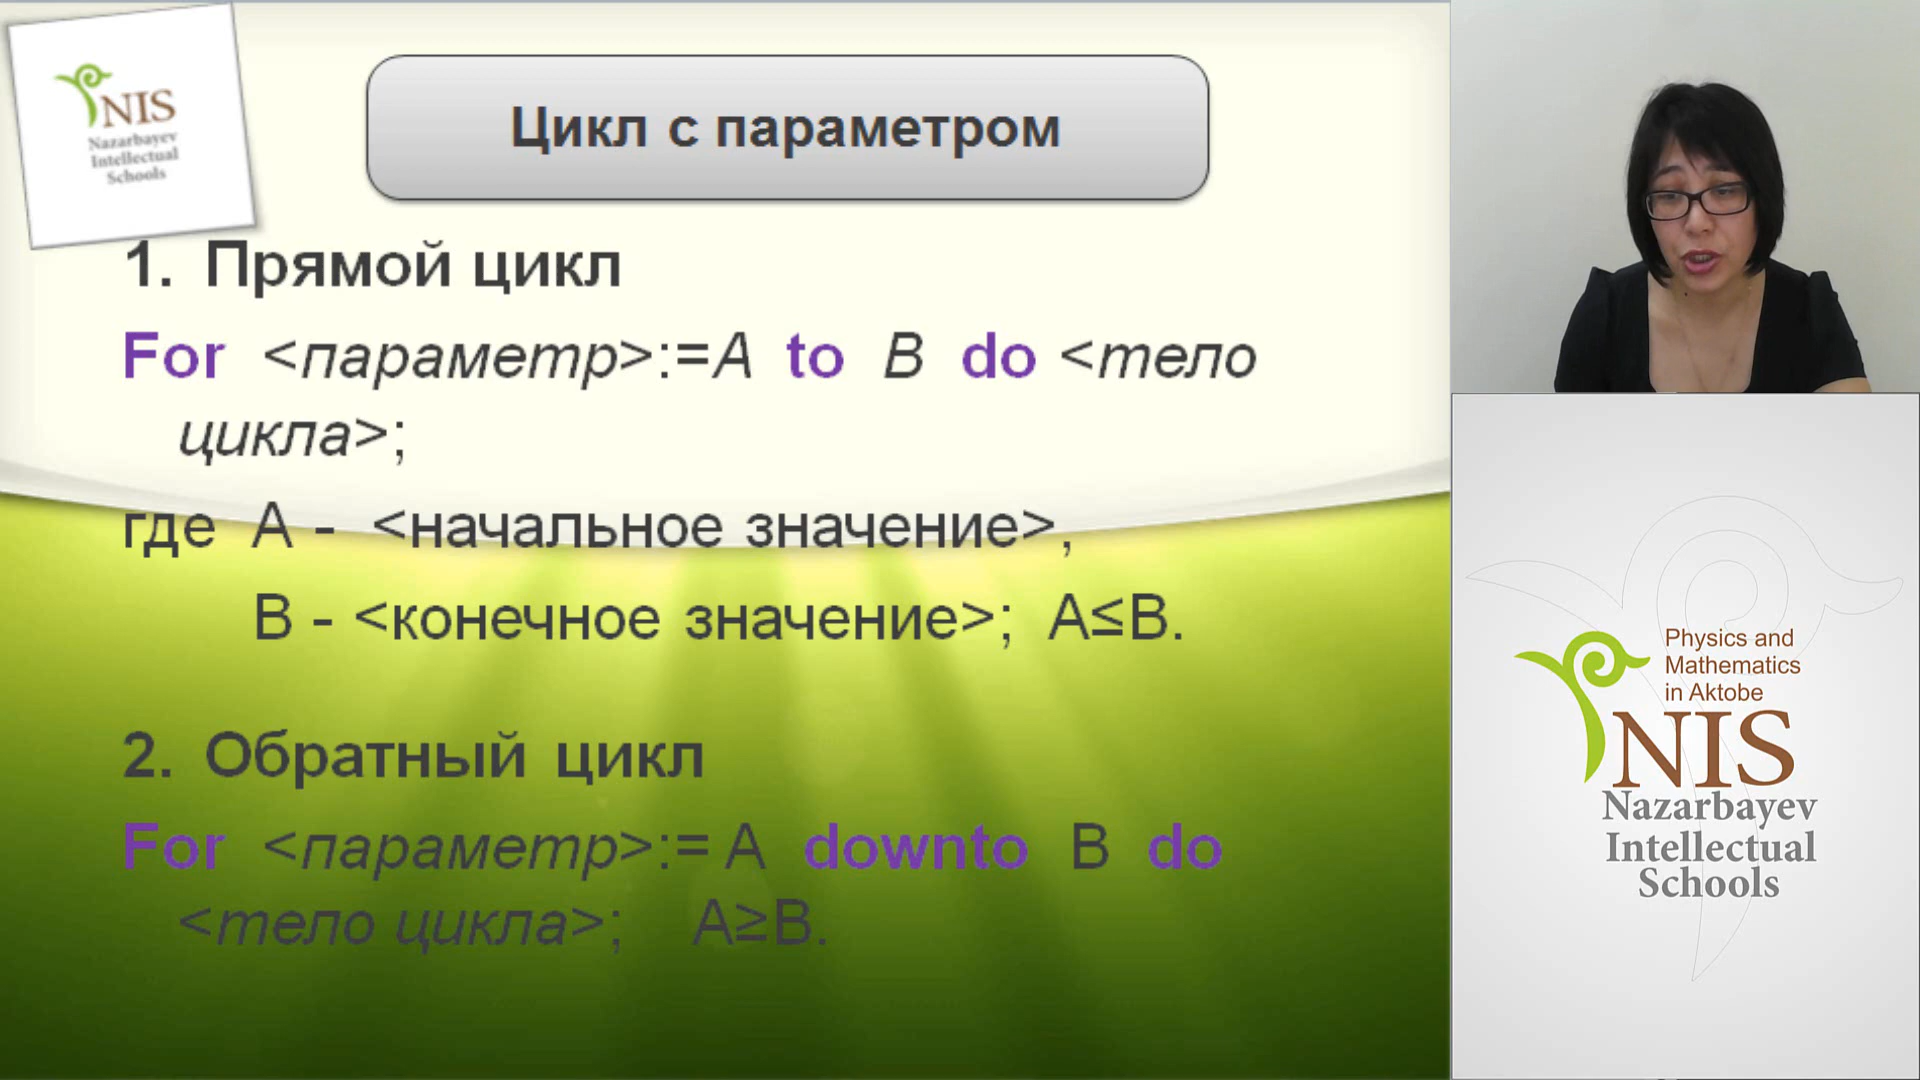 NIS
Nazarbayev
Intellectual
Schools
Цикл с параметром
1. Прямой цикл
For <параметр>:=A to B do <тело
цикла>;
где A - <начальное значение>,
B - <конечное значение>; A≤B.
2. Обратный цикл
For <параметр>:= A downto B do
<тело цикла>; A≥B.
Physics and
Mathematics
in Aktobe
NIS
Nazarbayev
Intellectual
Schools